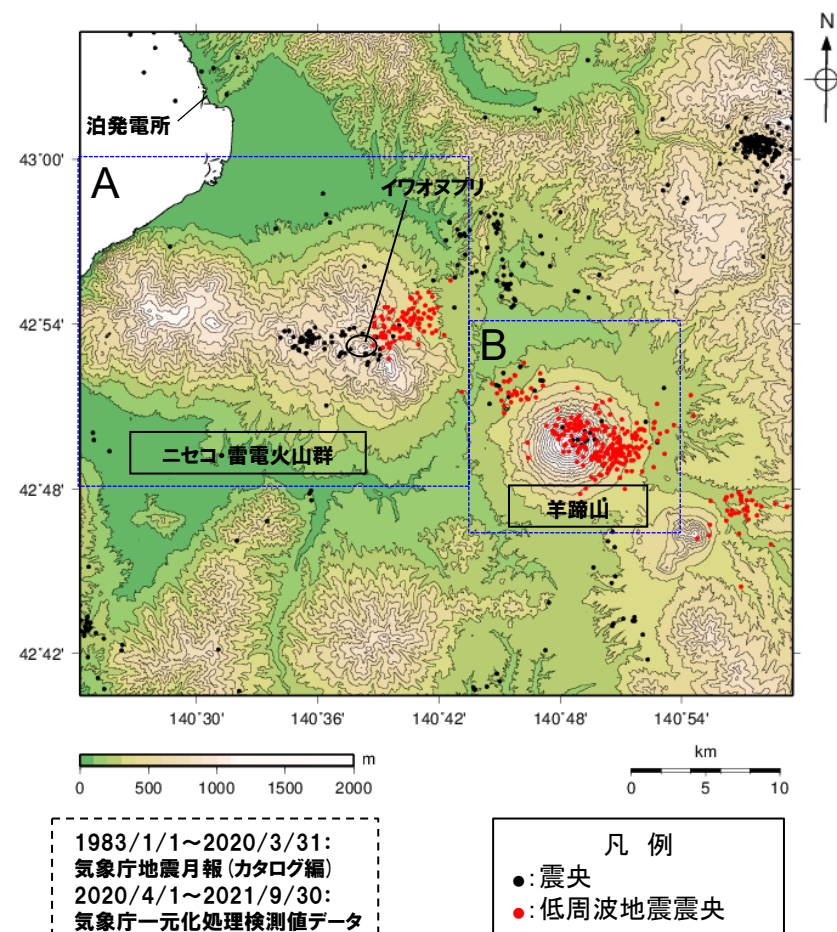 N
泊発電所
43°00'
A
イワオヌプリ
42°54'
B
ニセコ・雷電火山群
42°48'
羊蹄山
42°42'
140°30' 140°36' 140°42' 140°48' 140°54'
m
0 500 1000 1500 2000
km
0 5 10
1983/1/1～2020/3/31:
気象庁地震月報(カタログ編)
2020/4/1～2021/9/30:
気象庁一元化処理検測値データ
凡 例
●:震央
●:低周波地震震央